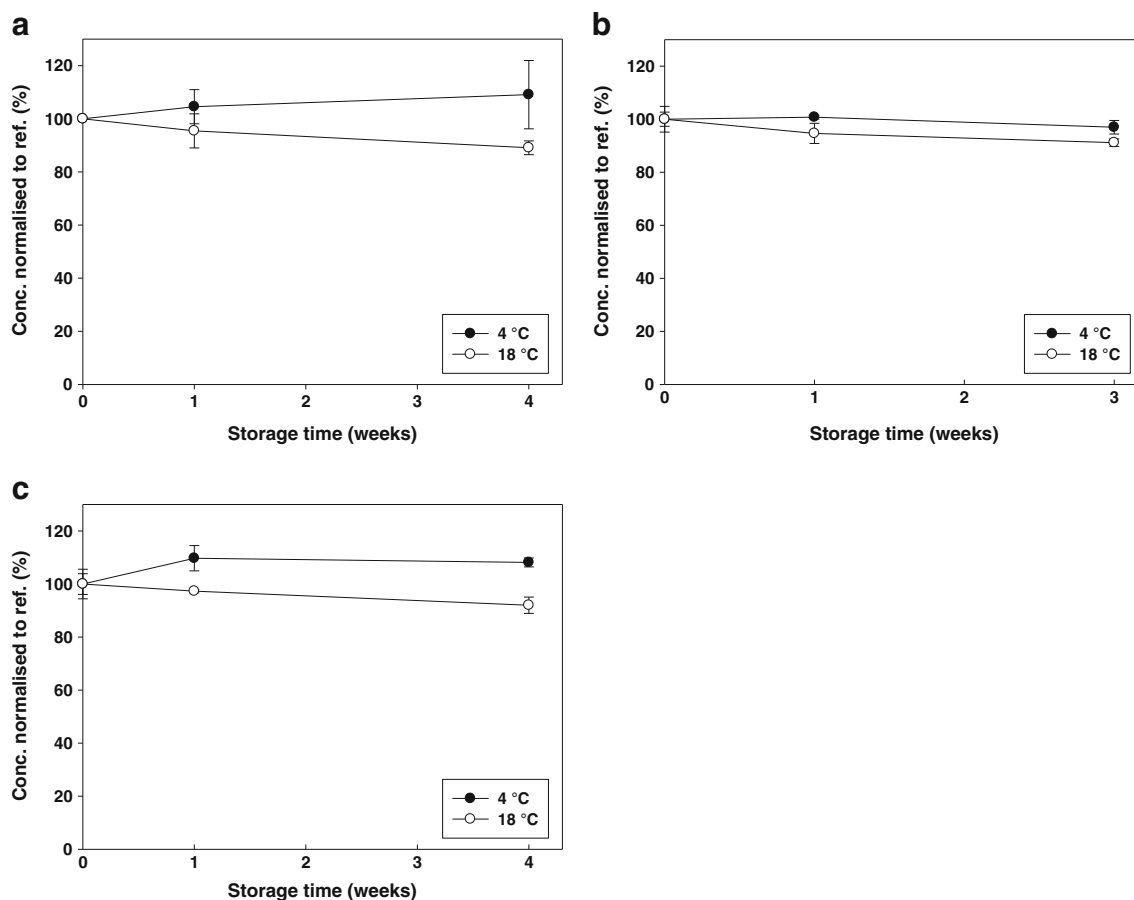 a
Conc. normalised to ref. (%)
120
100
80
60
40
20
0
0 1 2 3 4
Storage time (weeks)
4 °C
18 °C
b
Conc. normalised to ref. (%)
120
100
80
60
40
20
0
0 1 2 3
Storage time (weeks)
4 °C
18 °C
c
Conc. normalised to ref. (%)
120
100
80
60
40
20
0
0 1 2 3 4
Storage time (weeks)
4 °C
18 °C